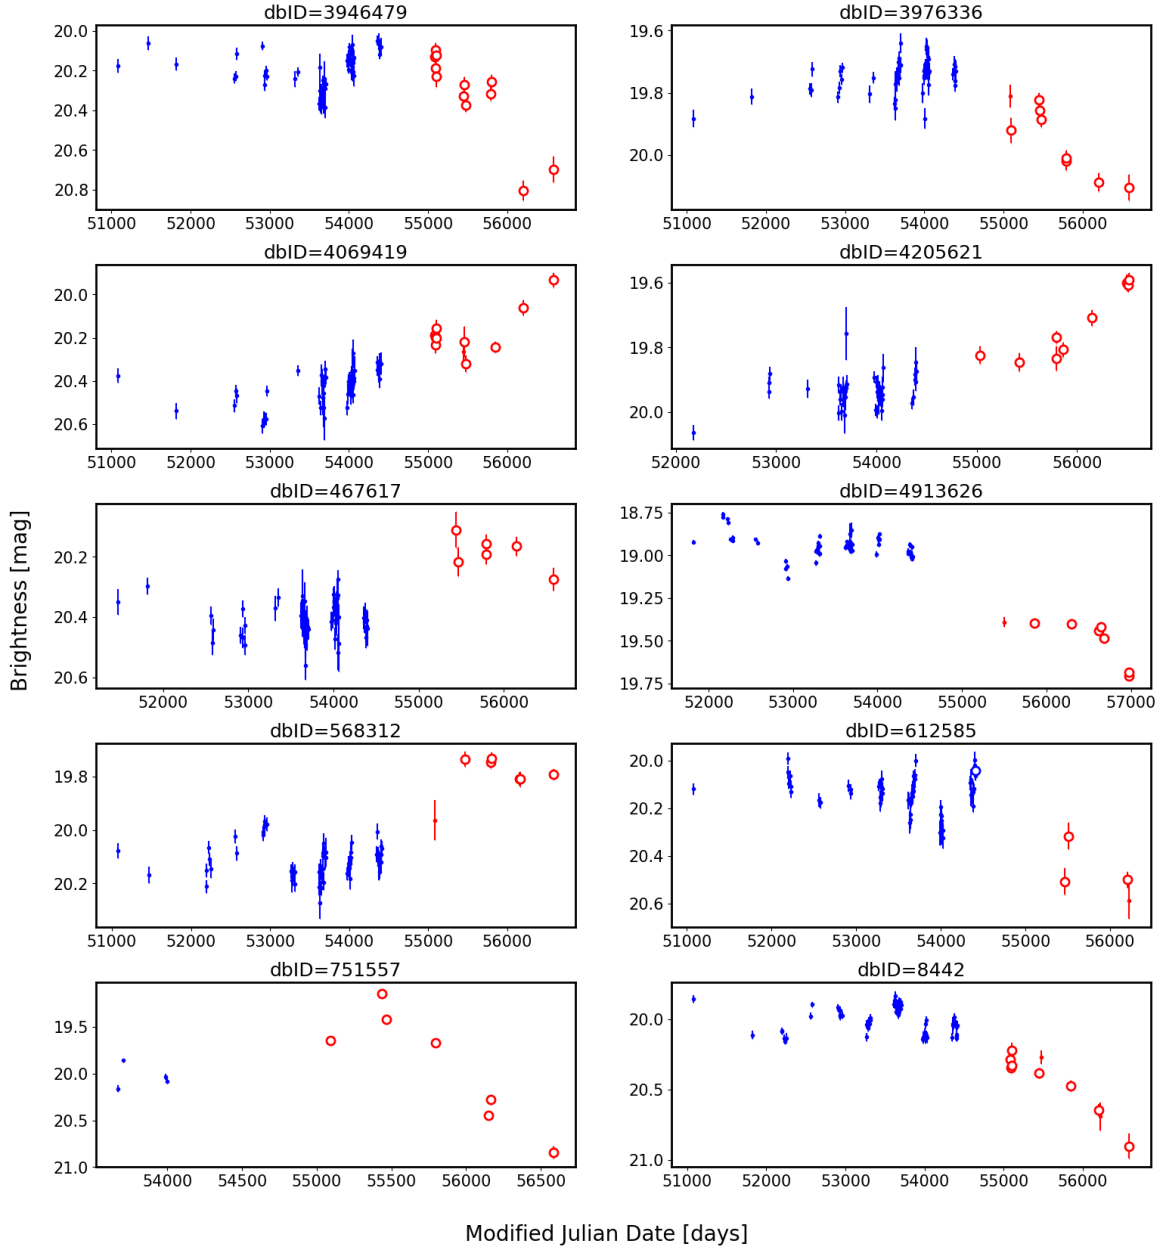 dbID=3946479
20.0
20.2
20.4
20.6
20.8
51000 52000 53000 54000 55000 56000
dbID=3976336
19.6
19.8
20.0
51000 52000 53000 54000 55000 56000
dbID=4069419
20.0
20.2
20.4
20.6
51000 52000 53000 54000 55000 56000
dbID=4205621
19.6
19.8
20.0
52000 53000 54000 55000 56000
dbID=467617
20.2
20.4
20.6
52000 53000 54000 55000 56000
dbID=4913626
18.75
19.00
19.25
19.50
19.75
52000 53000 54000 55000 56000 57000
dbID=568312
19.8
20.0
20.2
51000 52000 53000 54000 55000 56000
dbID=612585
20.0
20.2
20.4
20.6
51000 52000 53000 54000 55000 56000
dbID=751557
19.5
20.0
20.5
21.0
54000 54500 55000 55500 56000 56500
dbID=8442
20.0
20.5
21.0
51000 52000 53000 54000 55000 56000
Brightness [mag]
Modified Julian Date [days]